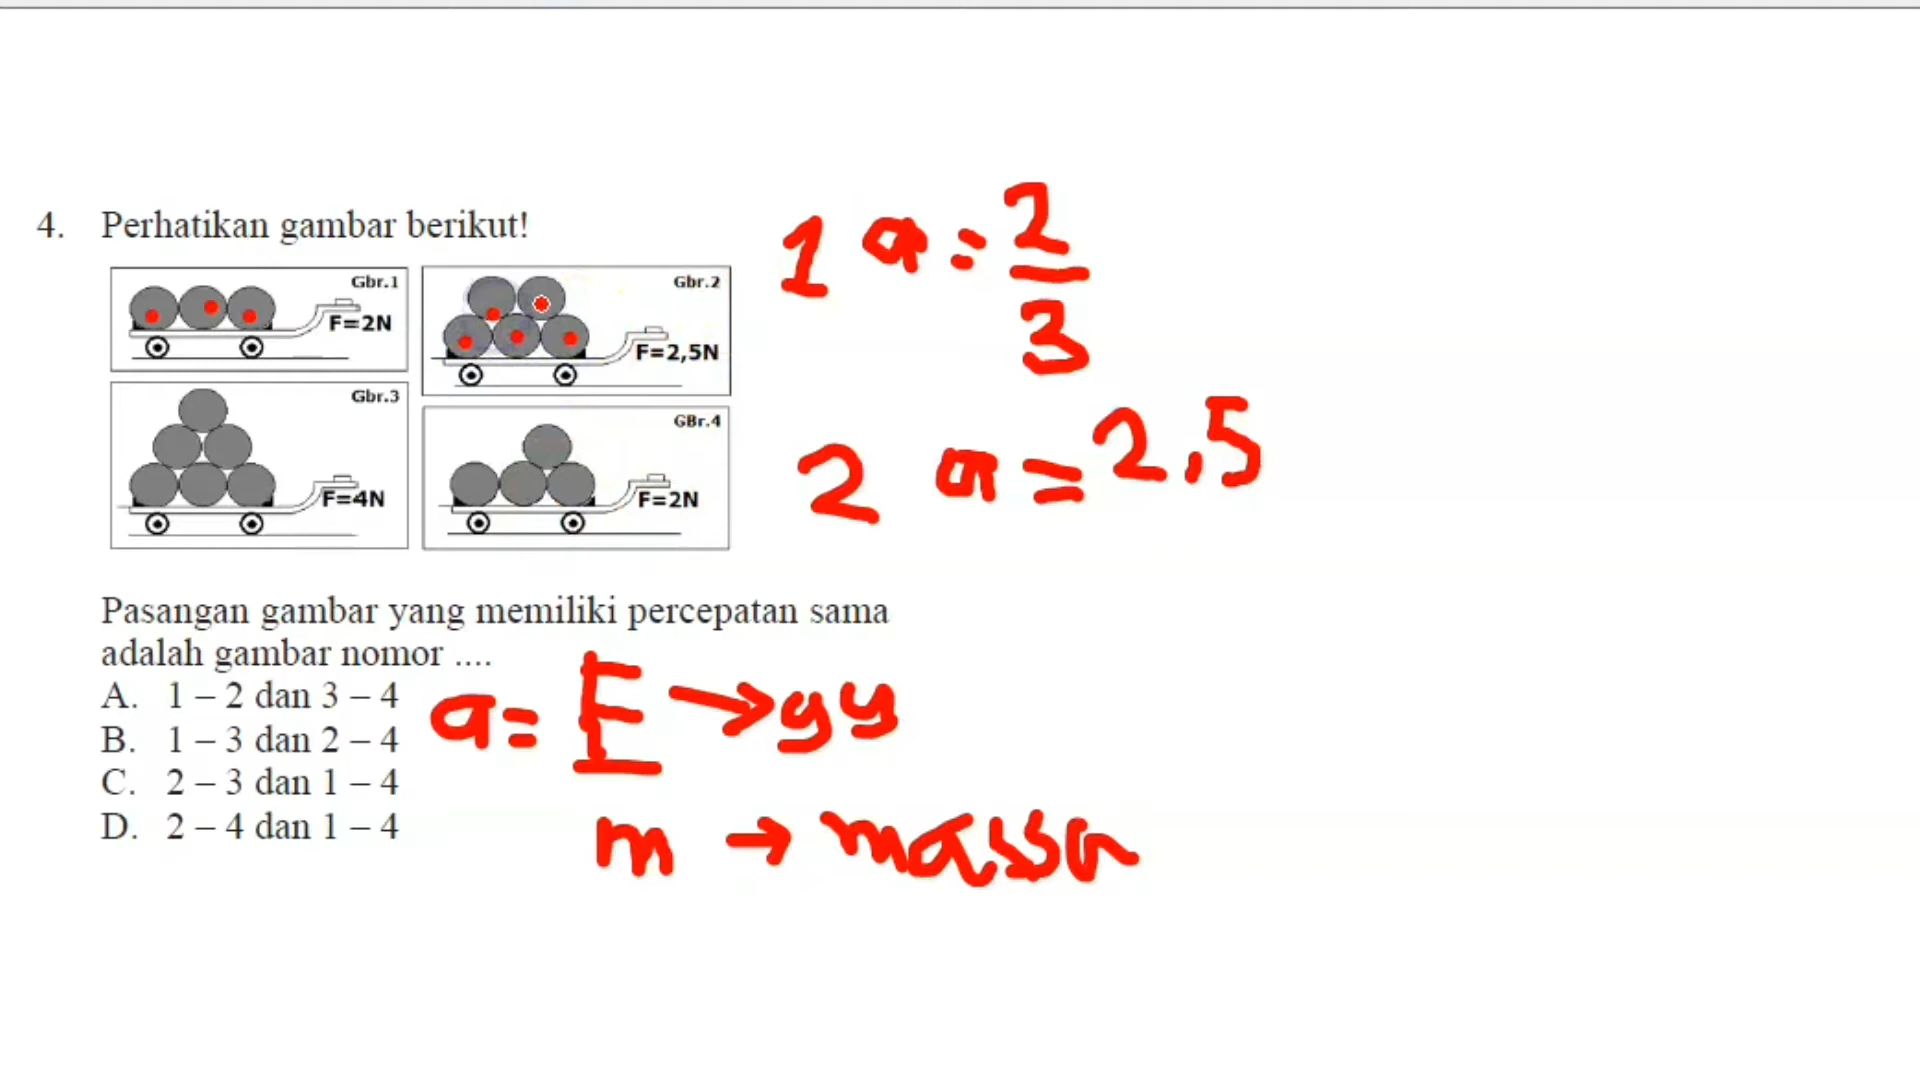 4. Perhatikan gambar berikut!
Gbr.1
F=2N
Gbr.2
F=2,5N
Gbr.3
F=4N
GBr.4
F=2N
1 a = 2
3
2 a = 2,5
Pasangan gambar yang memiliki percepatan sama
adalah gambar nomor ....
A. 1 – 2 dan 3 – 4
B. 1 – 3 dan 2 – 4
C. 2 – 3 dan 1 – 4
D. 2 – 4 dan 1 – 4
a = F → gy
m → massa